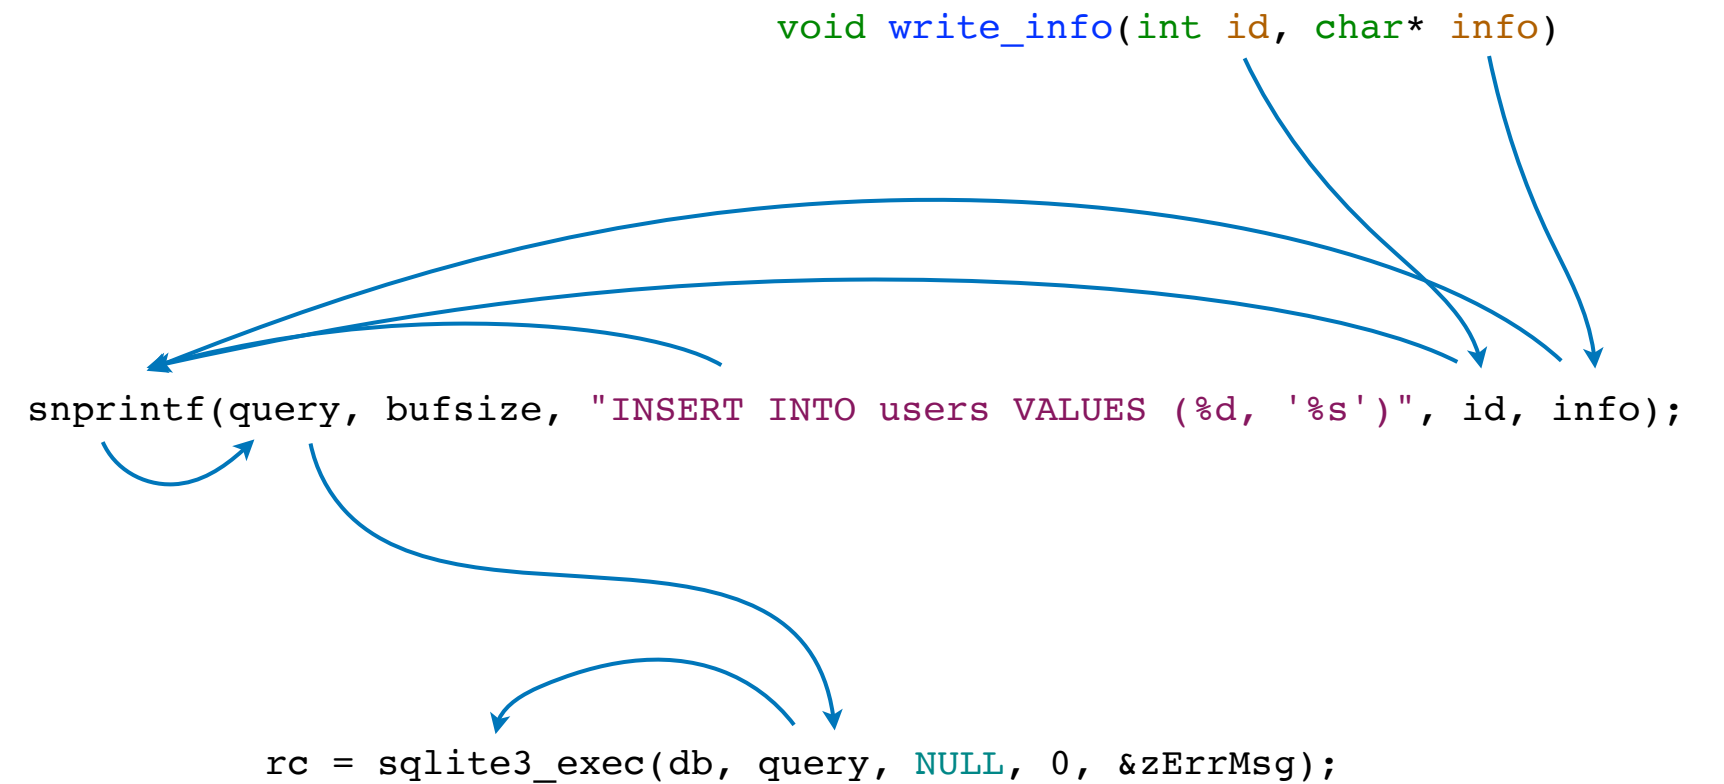 void write_info(int id, char* info)
snprintf(query, bufsize, "INSERT INTO users VALUES (%d, '%s')", id, info);
rc = sqlite3_exec(db, query, NULL, 0, &zErrMsg);